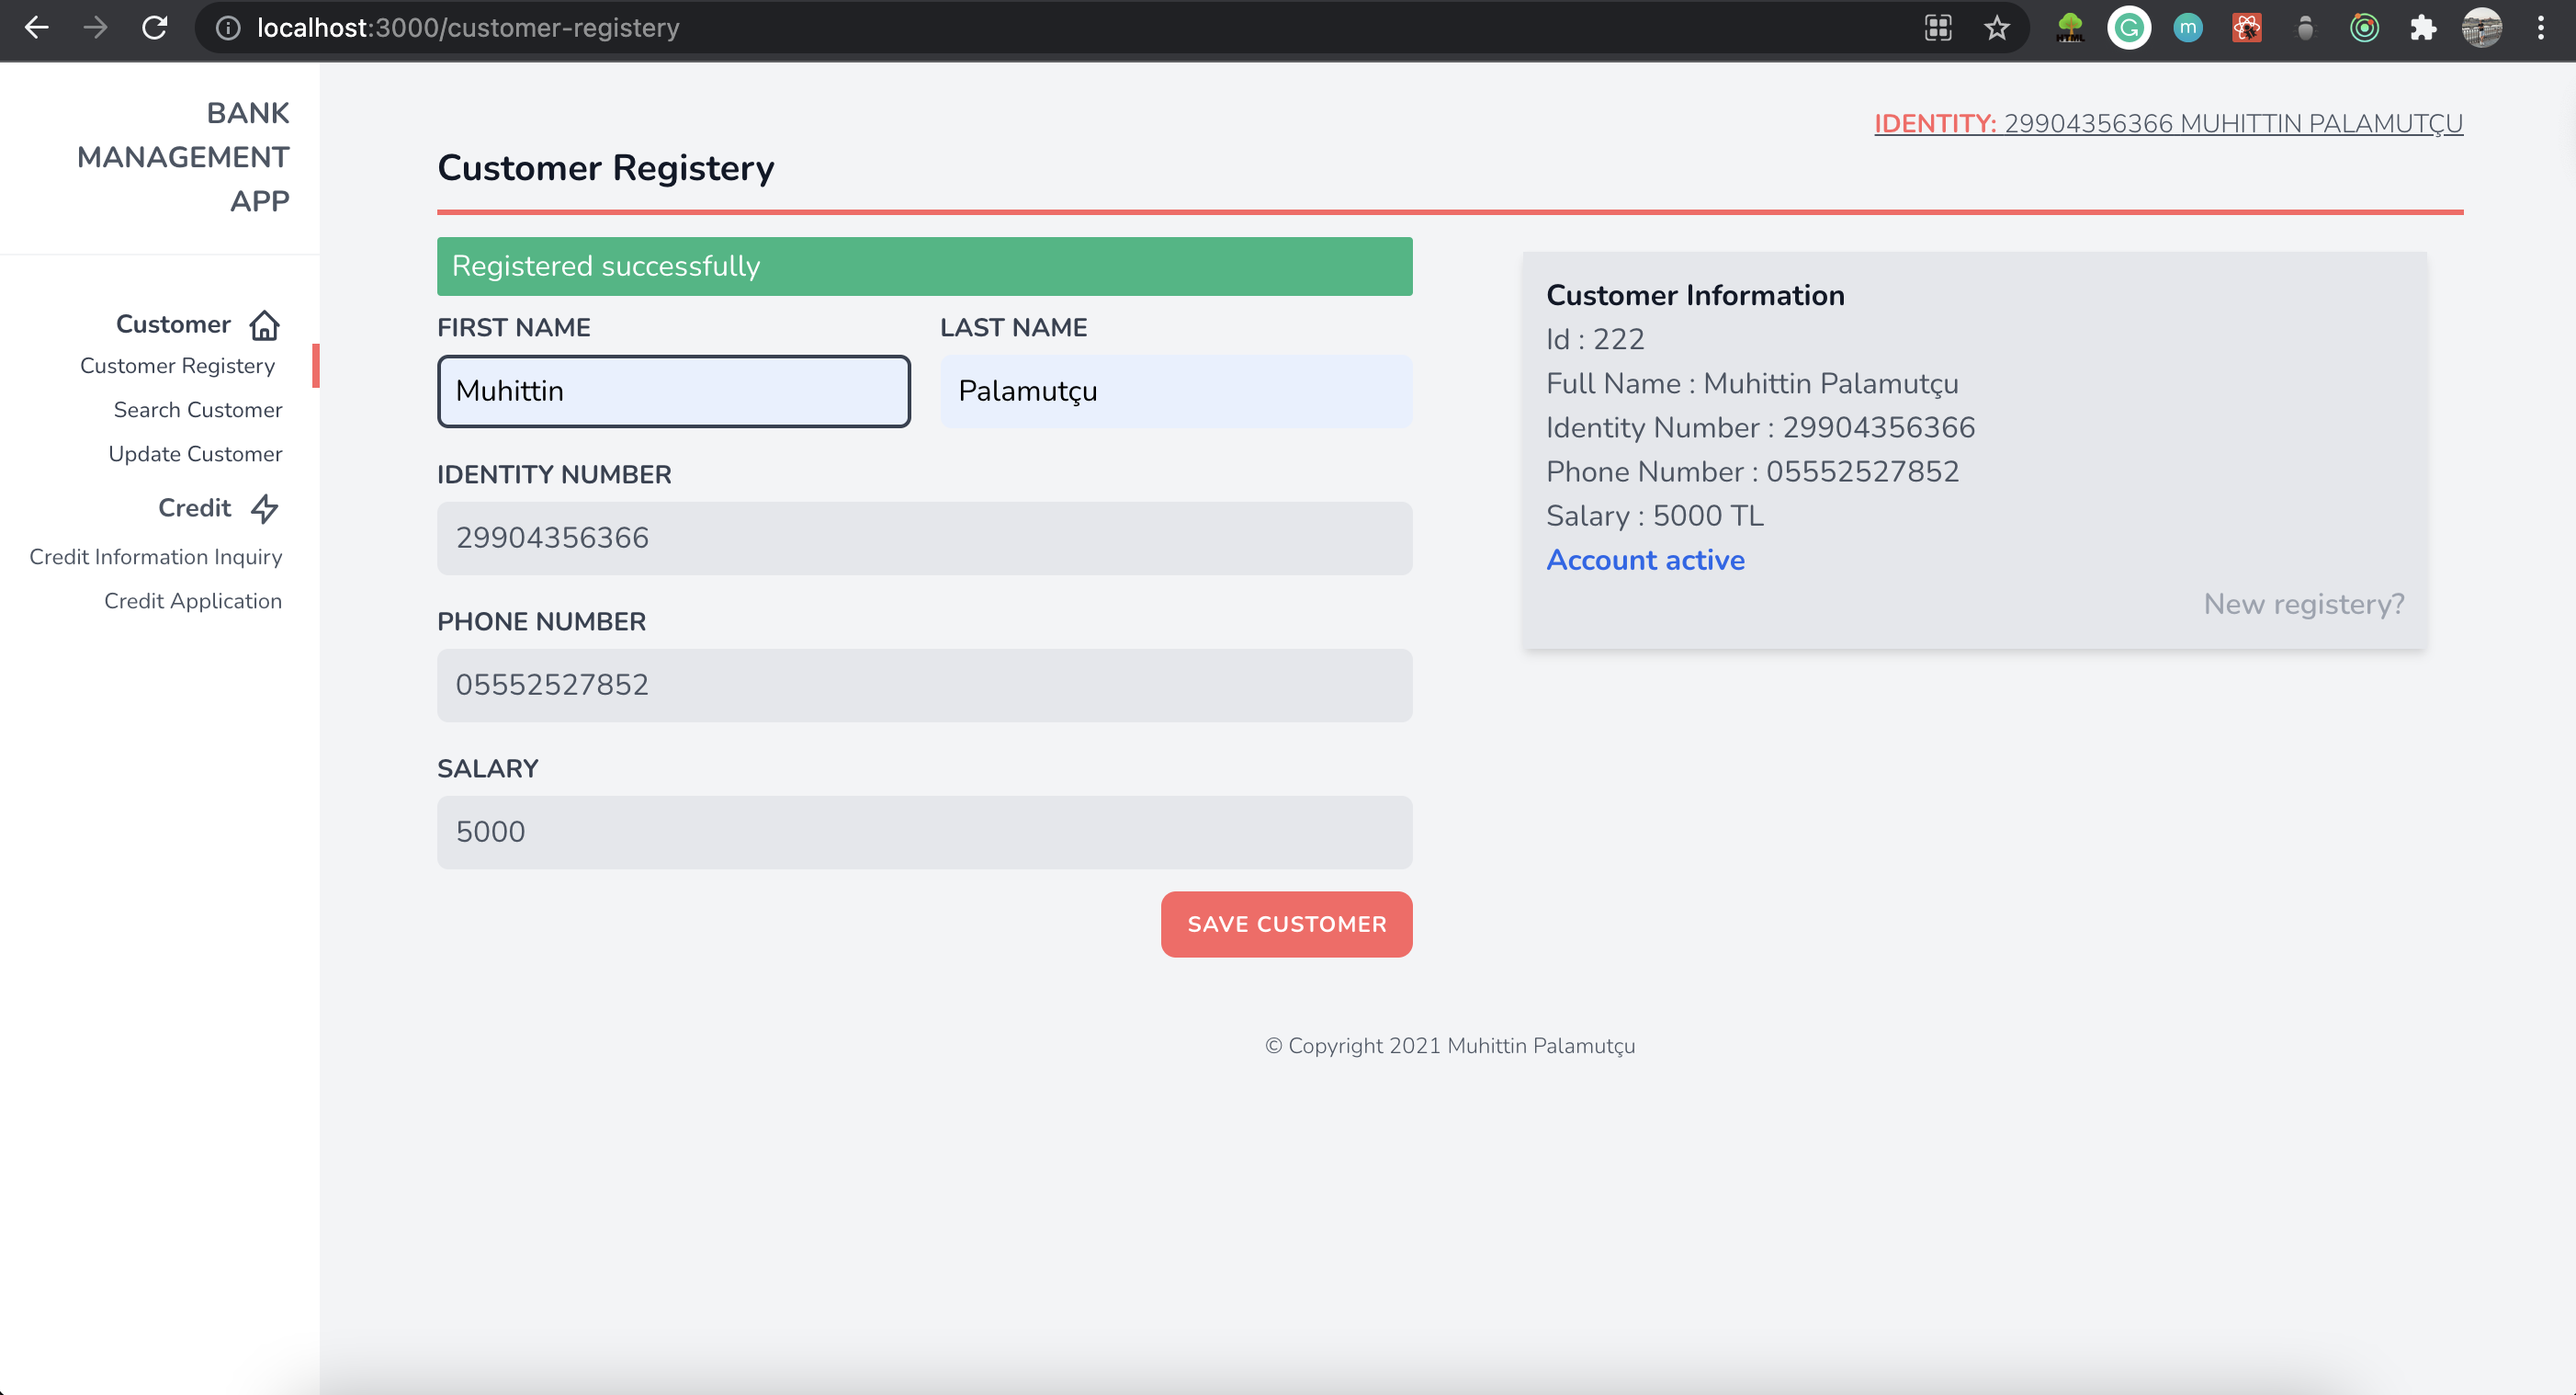 localhost:3000/customer-registery
HTML
G
m
BANK
MANAGEMENT
APP
Customer
Customer Registery
Search Customer
Update Customer
Credit
Credit Information Inquiry
Credit Application
IDENTITY: 29904356366 MUHITTIN PALAMUTÇU
Customer Registery
Registered successfully
FIRST NAME
LAST NAME
Muhittin
Palamutçu
IDENTITY NUMBER
29904356366
PHONE NUMBER
05552527852
SALARY
5000
SAVE CUSTOMER
Customer Information
Id : 222
Full Name : Muhittin Palamutçu
Identity Number : 29904356366
Phone Number : 05552527852
Salary : 5000 TL
Account active
New registery?
© Copyright 2021 Muhittin Palamutçu